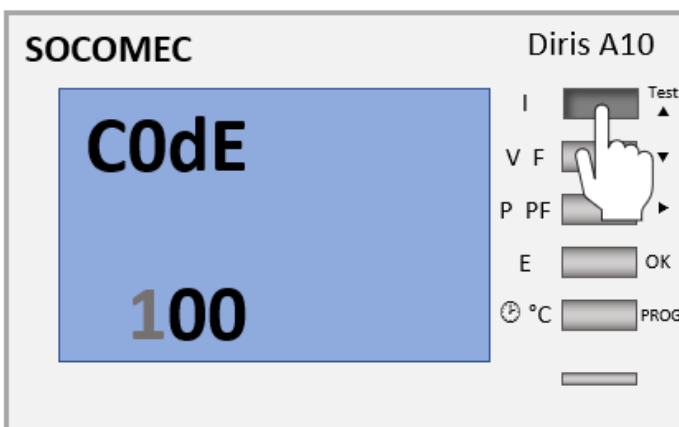 SOCOMEC
Diris A10
C0dE
100
I Test
V F
P PF
E OK
°C PROG